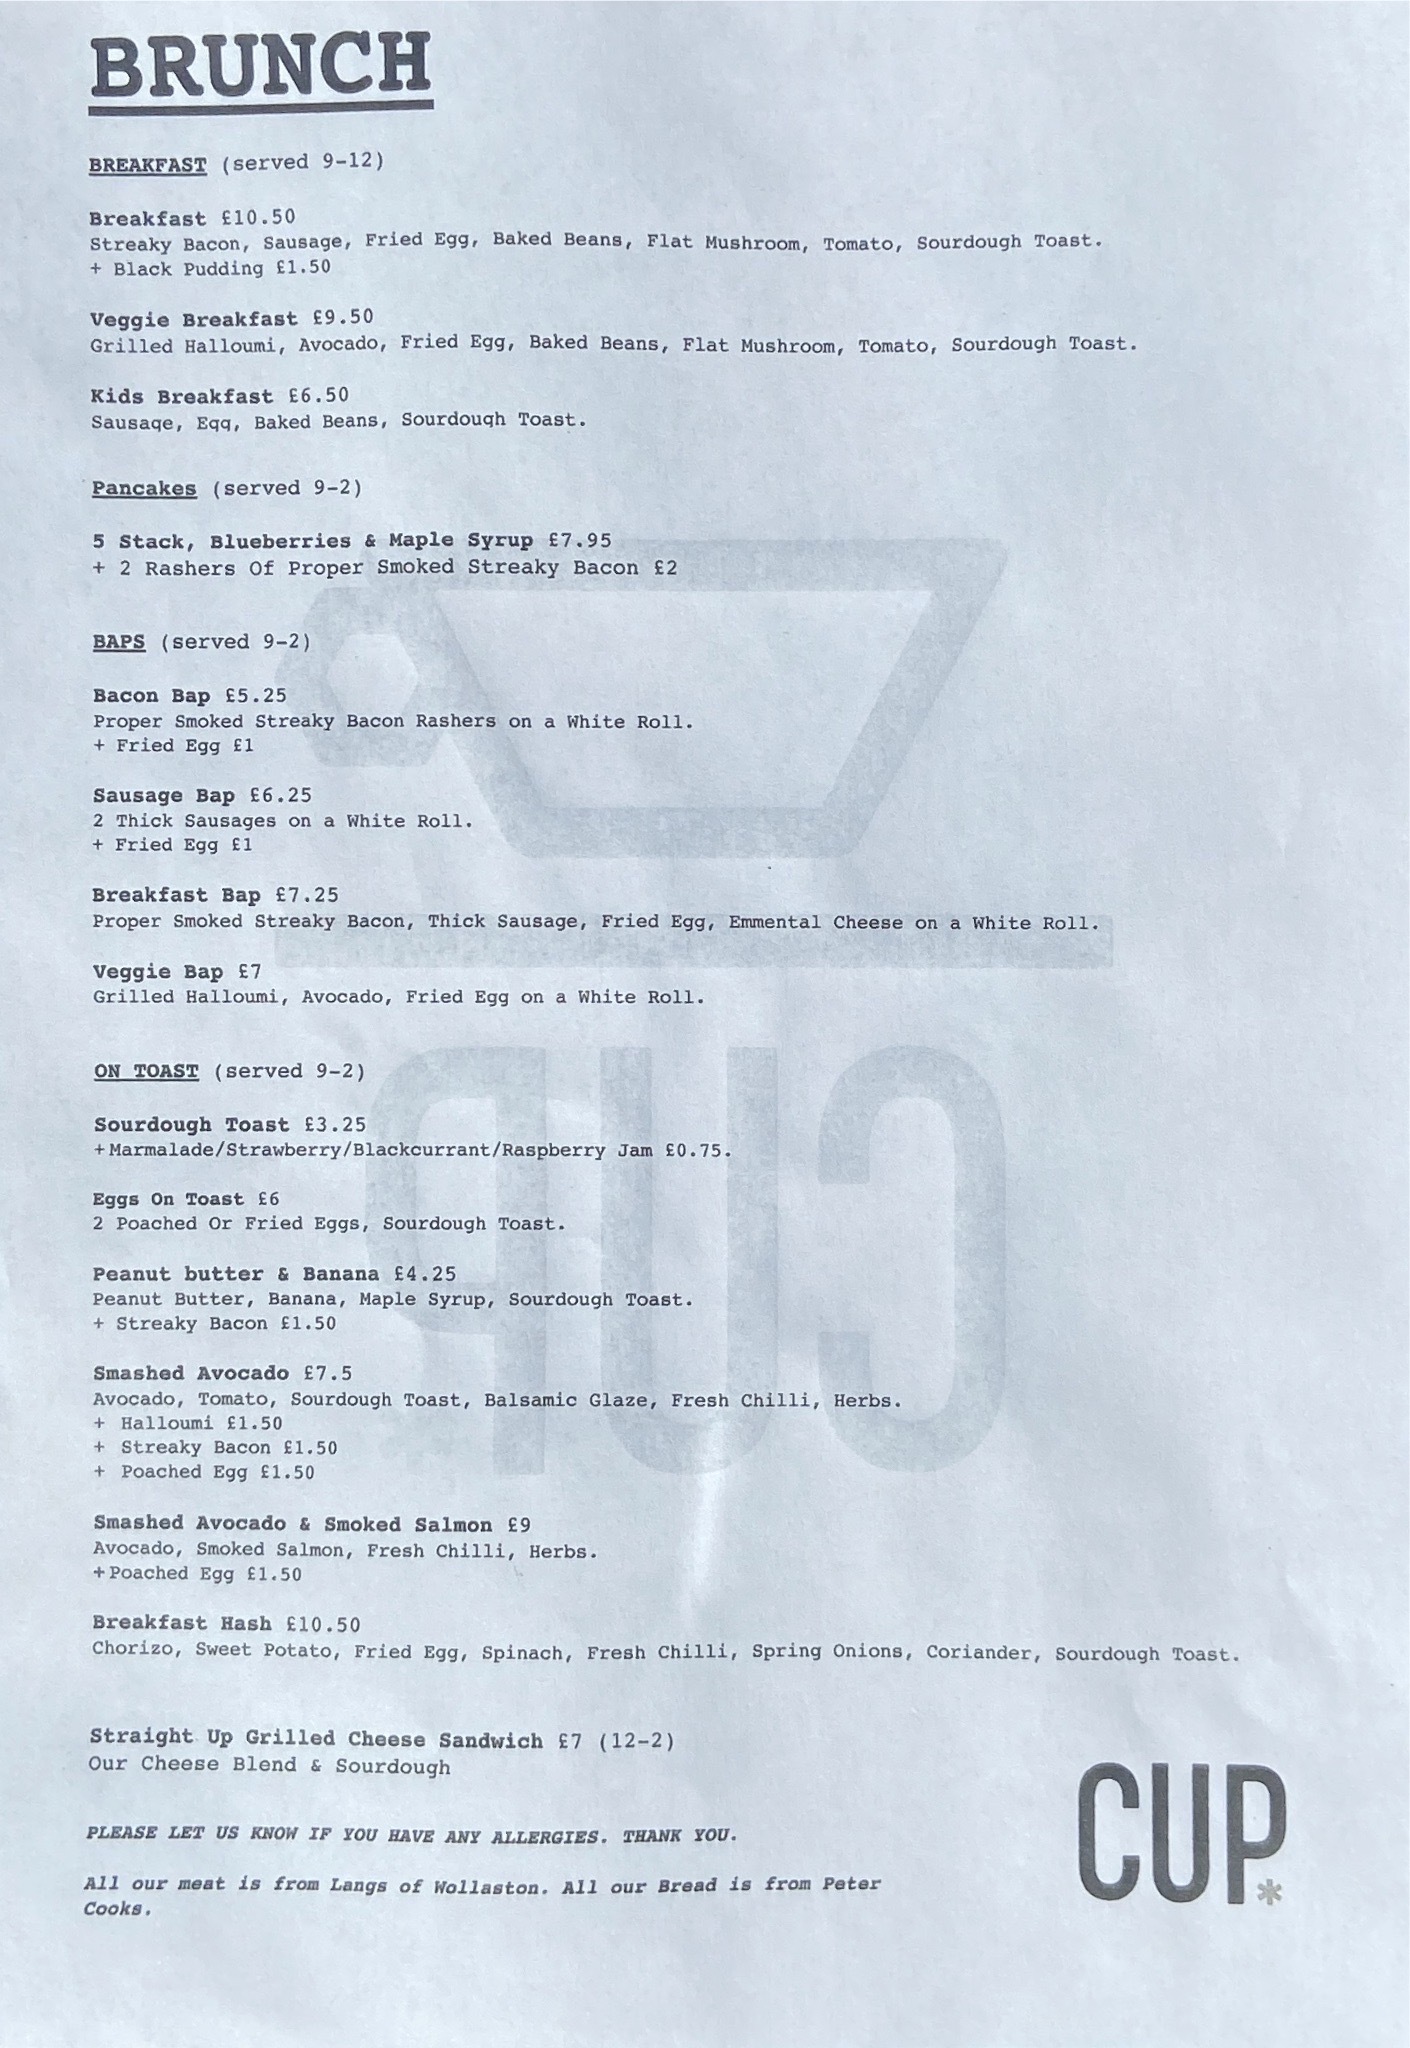 BRUNCH
BREAKFAST (served 9-12)
Breakfast £10.50
Streaky Bacon, Sausage, Fried Egg, Baked Beans, Flat Mushroom, Tomato, Sourdough Toast.
+ Black Pudding £1.50
Veggie Breakfast £9.50
Grilled Halloumi, Avocado, Fried Egg, Baked Beans, Flat Mushroom, Tomato, Sourdough Toast.
Kids Breakfast £6.50
Sausage, Egg, Baked Beans, Sourdough Toast.
Pancakes (served 9-2)
5 Stack, Blueberries & Maple Syrup £7.95
+ 2 Rashers Of Proper Smoked Streaky Bacon £2
BAPS (served 9-2)
Bacon Bap £5.25
Proper Smoked Streaky Bacon Rashers on a White Roll.
+ Fried Egg £1
Sausage Bap £6.25
2 Thick Sausages on a White Roll.
+ Fried Egg £1
Breakfast Bap £7.25
Proper Smoked Streaky Bacon, Thick Sausage, Fried Egg, Emmental Cheese on a White Roll.
Veggie Bap £7
Grilled Halloumi, Avocado, Fried Egg on a White Roll.
ON TOAST (served 9-2)
Sourdough Toast £3.25
+Marmalade/Strawberry/Blackcurrant/Raspberry Jam £0.75.
Eggs On Toast £6
2 Poached Or Fried Eggs, Sourdough Toast.
Peanut butter & Banana £4.25
Peanut Butter, Banana, Maple Syrup, Sourdough Toast.
+ Streaky Bacon £1.50
Smashed Avocado £7.5
Avocado, Tomato, Sourdough Toast, Balsamic Glaze, Fresh Chilli, Herbs.
+ Halloumi £1.50
+ Streaky Bacon £1.50
+ Poached Egg £1.50
Smashed Avocado & Smoked Salmon £9
Avocado, Smoked Salmon, Fresh Chilli, Herbs.
+Poached Egg £1.50
Breakfast Hash £10.50
Chorizo, Sweet Potato, Fried Egg, Spinach, Fresh Chilli, Spring Onions, Coriander, Sourdough Toast.
Straight Up Grilled Cheese Sandwich £7 (12-2)
Our Cheese Blend & Sourdough
PLEASE LET US KNOW IF YOU HAVE ANY ALLERGIES. THANK YOU.
All our meat is from Langs of Wollaston. All our Bread is from Peter
Cooks.
CUP*
CUP